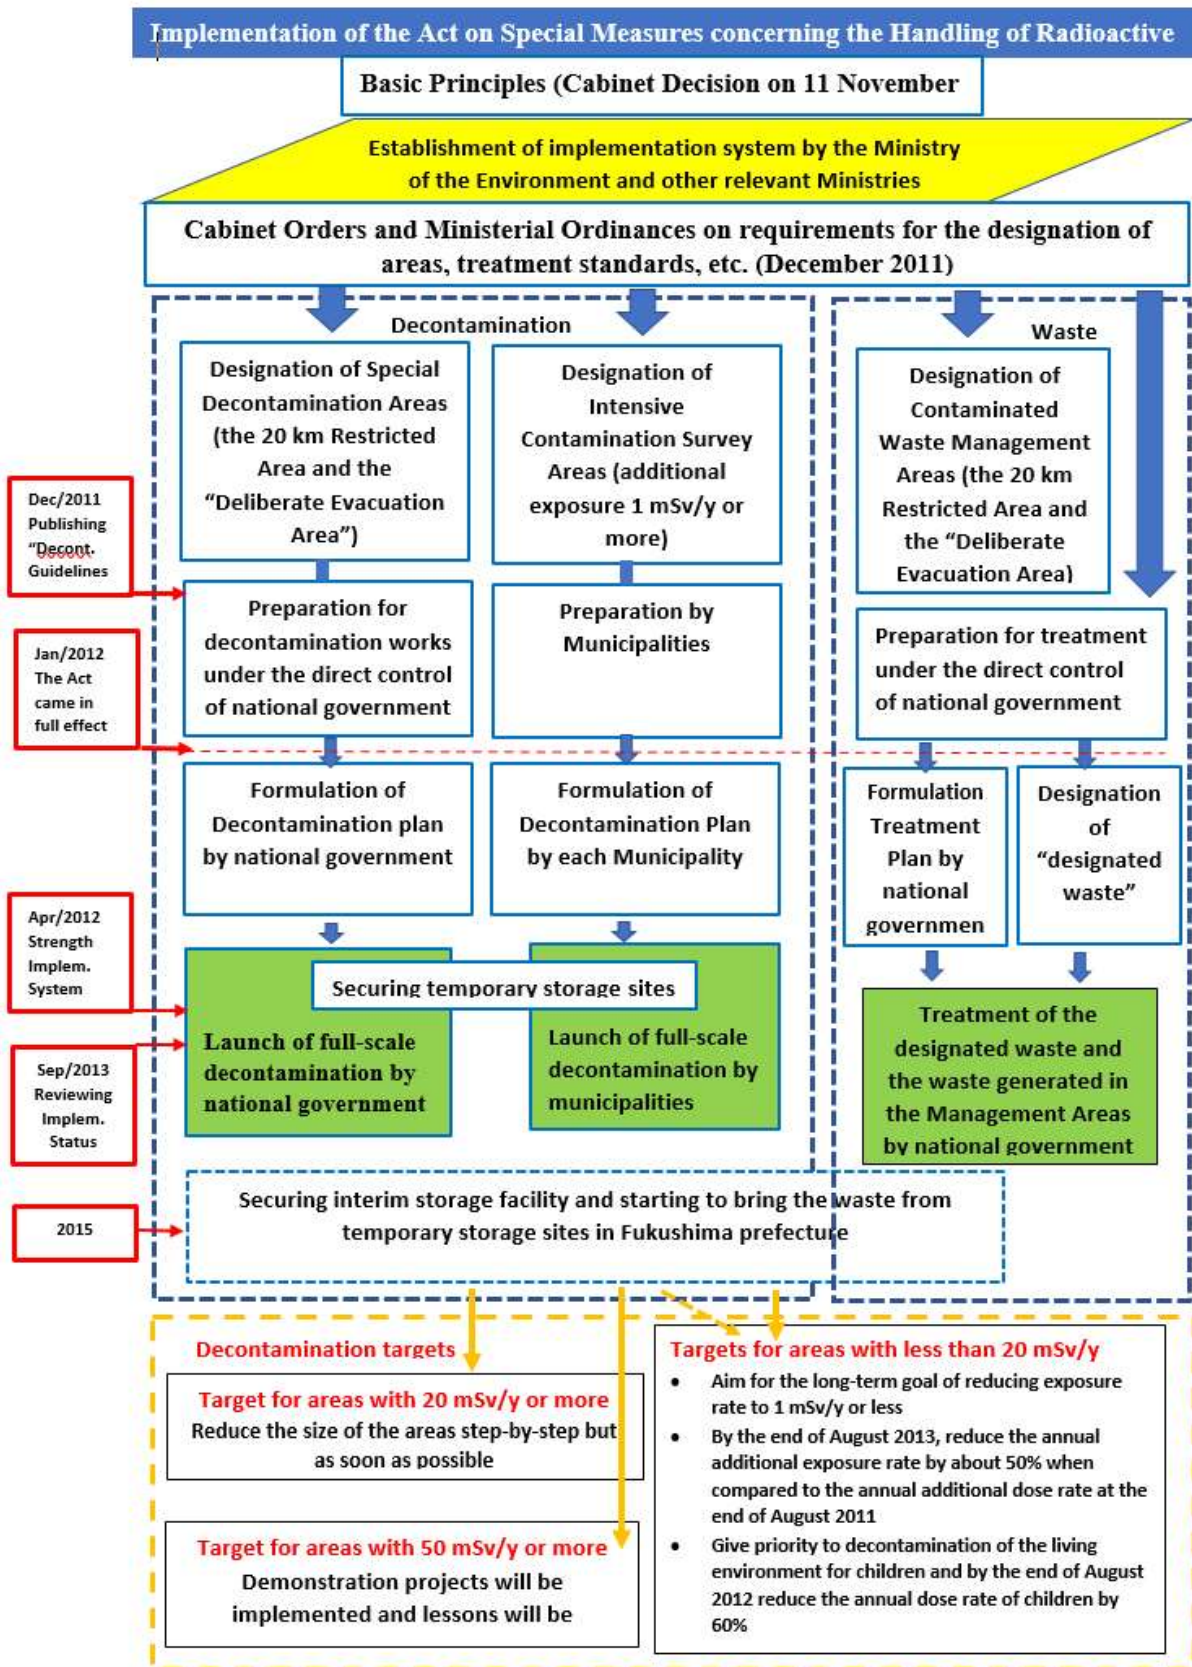 Implementation of the Act on Special Measures concerning the Handling of Radioactive
Basic Principles (Cabinet Decision on 11 November
Establishment of implementation system by the Ministry
of the Environment and other relevant Ministries
Cabinet Orders and Ministerial Ordinances on requirements for the designation of
areas, treatment standards, etc. (December 2011)
Decontamination
Designation of Special
Decontamination Areas
(the 20 km Restricted
Area and the
“Deliberate Evacuation
Area”)
Designation of
Intensive
Contamination Survey
Areas (additional
exposure 1 mSv/y or
more)
Waste
Designation of
Contaminated
Waste Management
Areas (the 20 km
Restricted Area and
the “Deliberate
Evacuation Area)
Dec/2011
Publishing
“Decont.
Guidelines
Preparation for
decontamination works
under the direct control
of national government
Preparation by
Municipalities
Preparation for treatment
under the direct control
of national government
Jan/2012
The Act
came in
full effect
Formulation of
Decontamination plan
by national government
Formulation of
Decontamination Plan
by each Municipality
Formulation
Treatment
Plan by
national
governmen
Designation
of
“designated
waste”
Apr/2012
Strength
Implem.
System
Securing temporary storage sites
Launch of full-scale
decontamination by
national government
Launch of full-scale
decontamination by
municipalities
Treatment of the
designated waste and
the waste generated in
the Management Areas
by national government
Sep/2013
Reviewing
Implem.
Status
2015
Securing interim storage facility and starting to bring the waste from
temporary storage sites in Fukushima prefecture
Decontamination targets
Target for areas with 20 mSv/y or more
Reduce the size of the areas step-by-step but
as soon as possible
Target for areas with 50 mSv/y or more
Demonstration projects will be
implemented and lessons will be
Targets for areas with less than 20 mSv/y
• Aim for the long-term goal of reducing exposure
rate to 1 mSv/y or less
• By the end of August 2013, reduce the annual
additional exposure rate by about 50% when
compared to the annual additional dose rate at the
end of August 2011
• Give priority to decontamination of the living
environment for children and by the end of August
2012 reduce the annual dose rate of children by
60%